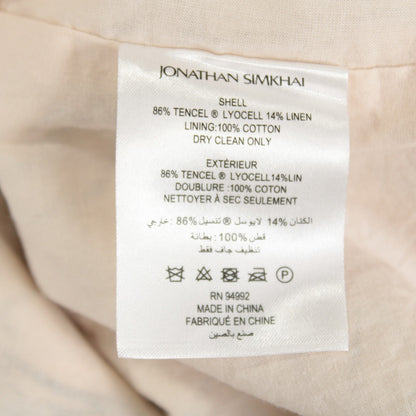 JONATHAN SIMKHAI
SHELL
86% TENCEL ® LYOCELL 14% LINEN
LINING:100% COTTON
DRY CLEAN ONLY
EXTÉRIEUR
86% TENCEL ® LYOCELL14%LIN
DOUBLURE :100% COTON
NETTOYER À SEC SEULEMENT
الكتان %14 لايوسل ® تنسيل %86: خارجي
قطن %100: بطانة
تنظيف جاف فقط
P
RN 94992
MADE IN CHINA
FABRIQUÉ EN CHINE
صنع بالصين